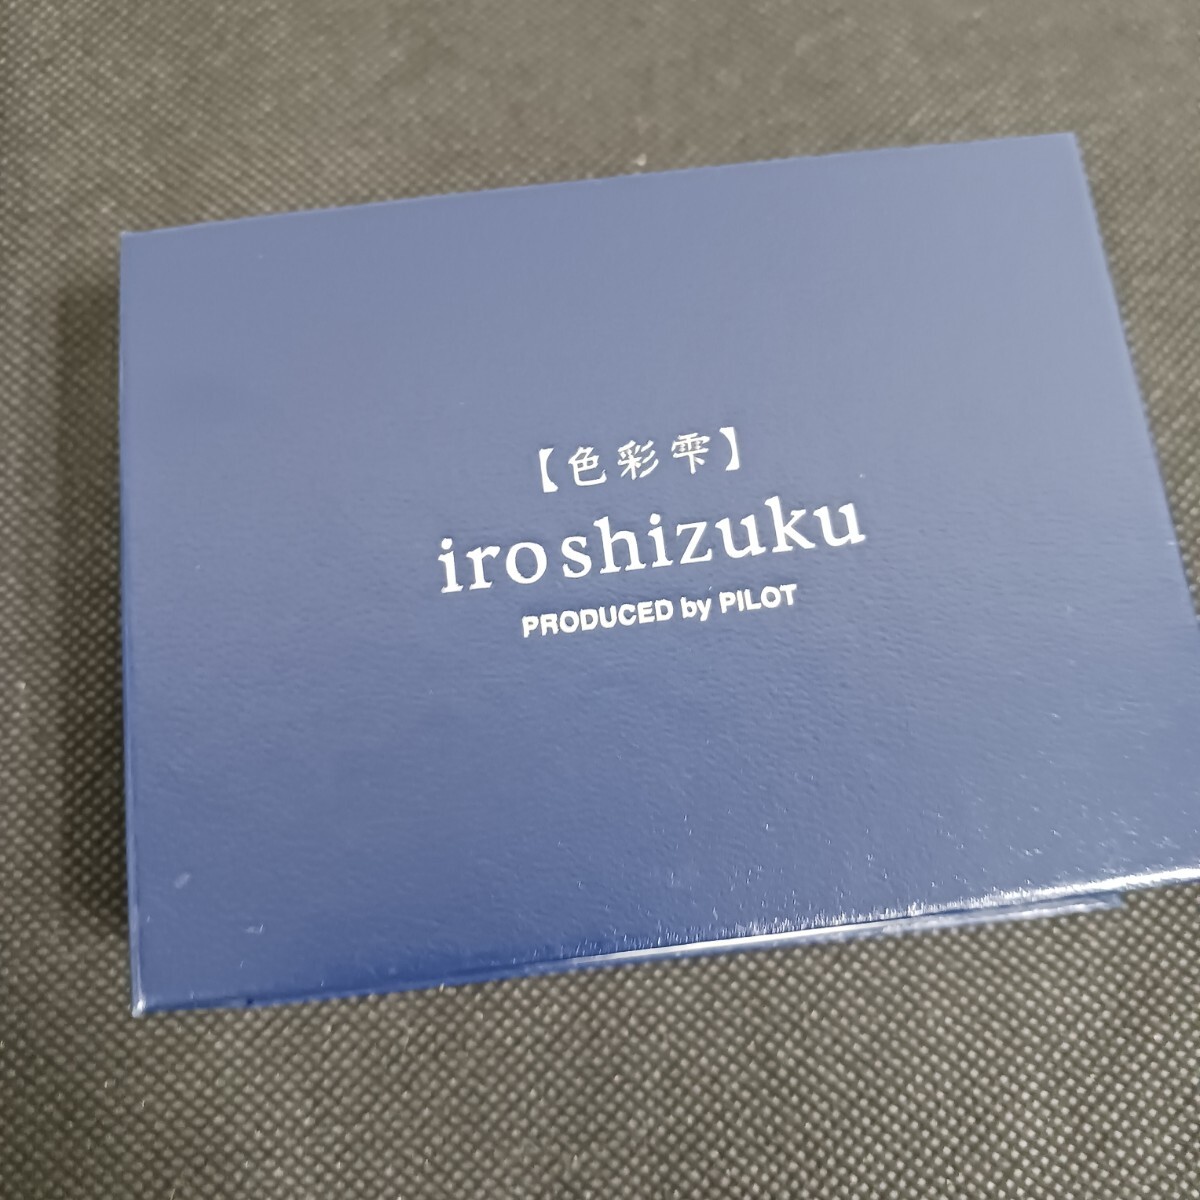 【色彩雫】
iroshizuku
PRODUCED by PILOT